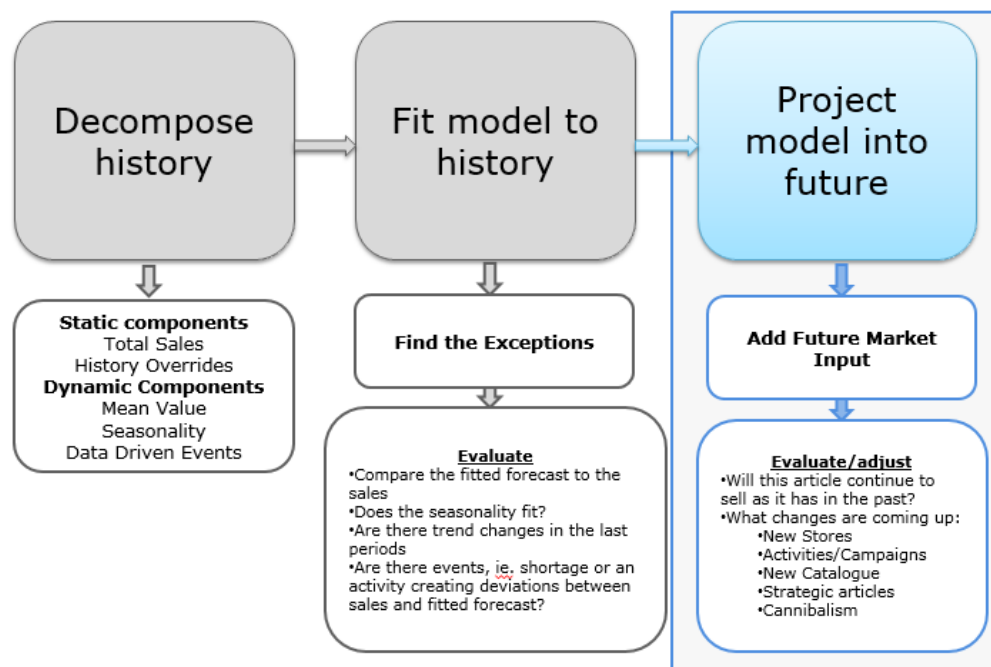 Decompose
history
Fit model to
history
Project
model into
future
Static components
Total Sales
History Overrides
Dynamic Components
Mean Value
Seasonality
Data Driven Events
Find the Exceptions
Evaluate
•Compare the fitted forecast to the
sales
•Does the seasonality fit?
•Are there trend changes in the last
periods
•Are there events, ie. shortage or an
activity creating deviations between
sales and fitted forecast?
Add Future Market
Input
Evaluate/adjust
•Will this article continue to
sell as it has in the past?
•What changes are coming up:
•New Stores
•Activities/Campaigns
•New Catalogue
•Strategic articles
•Cannibalism